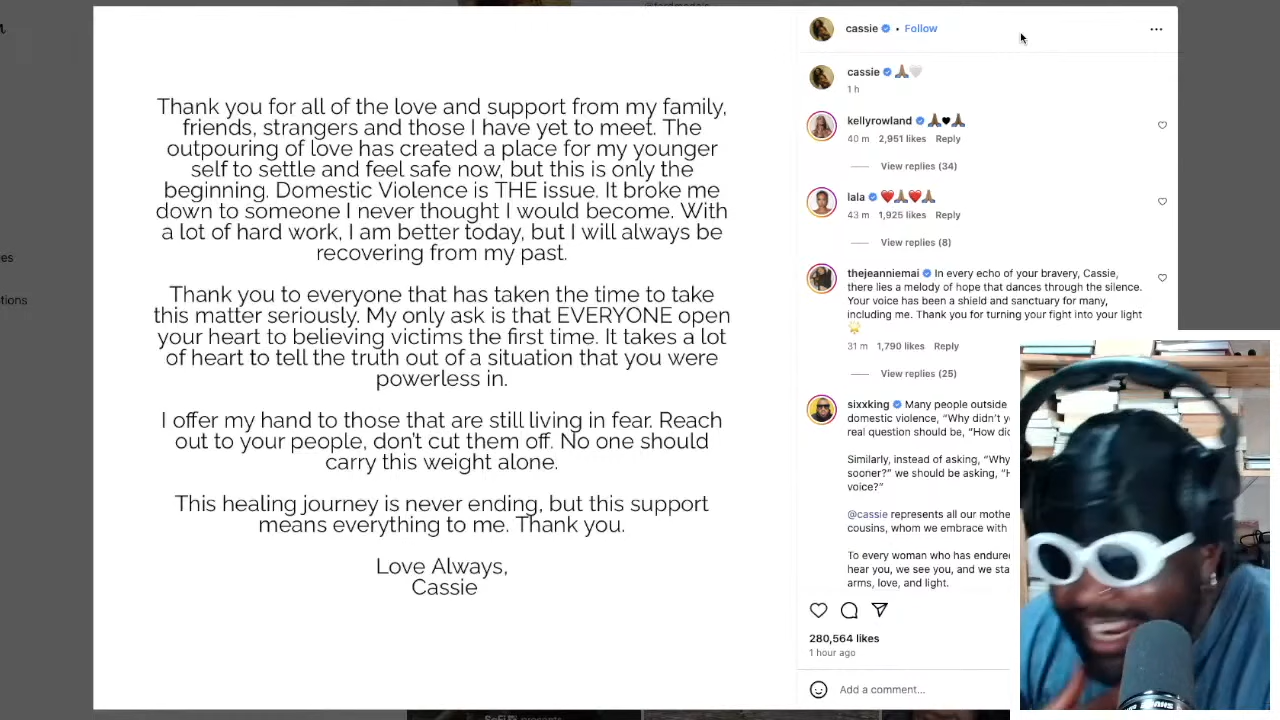 Thank you for all of the love and support from my family,
friends, strangers and those I have yet to meet. The
outpouring of love has created a place for my younger
self to settle and feel safe now, but this is only the
beginning. Domestic Violence is THE issue. It broke me
down to someone I never thought I would become. With
a lot of hard work, I am better today, but I will always be
recovering from my past.
Thank you to everyone that has taken the time to take
this matter seriously. My only ask is that EVERYONE open
your heart to believing victims the first time. It takes a lot
of heart to tell the truth out of a situation that you were
powerless in.
I offer my hand to those that are still living in fear. Reach
out to your people, don't cut them off. No one should
carry this weight alone.
This healing journey is never ending, but this support
means everything to me. Thank you.
Love Always,
Cassie
cassie • Follow
cassie 🙏🏽🤍
1 h
kellyrowland 🙏🏾🖤🙏🏾
40 m 2,951 likes Reply
View replies (34)
lala ❤️🙏🏽❤️🙏🏽
43 m 1,925 likes Reply
View replies (8)
thejeanniemai In every echo of your bravery, Cassie,
there lies a melody of hope that dances through the silence.
Your voice has been a shield and sanctuary for many,
including me. Thank you for turning your fight into your light
🌟
31 m 1,790 likes Reply
View replies (25)
sixxking Many people outside
domestic violence, "Why didn't
real question should be, "How
Similarly, instead of asking, "Why
sooner?" we should be asking,
voice?"
@cassie represents all our
cousins, whom we embrace with
To every woman who has endured
hear you, we see you, and we
arms, love, and light.
280,564 likes
1 hour ago
Add a comment...
SoFi presents
SHURE